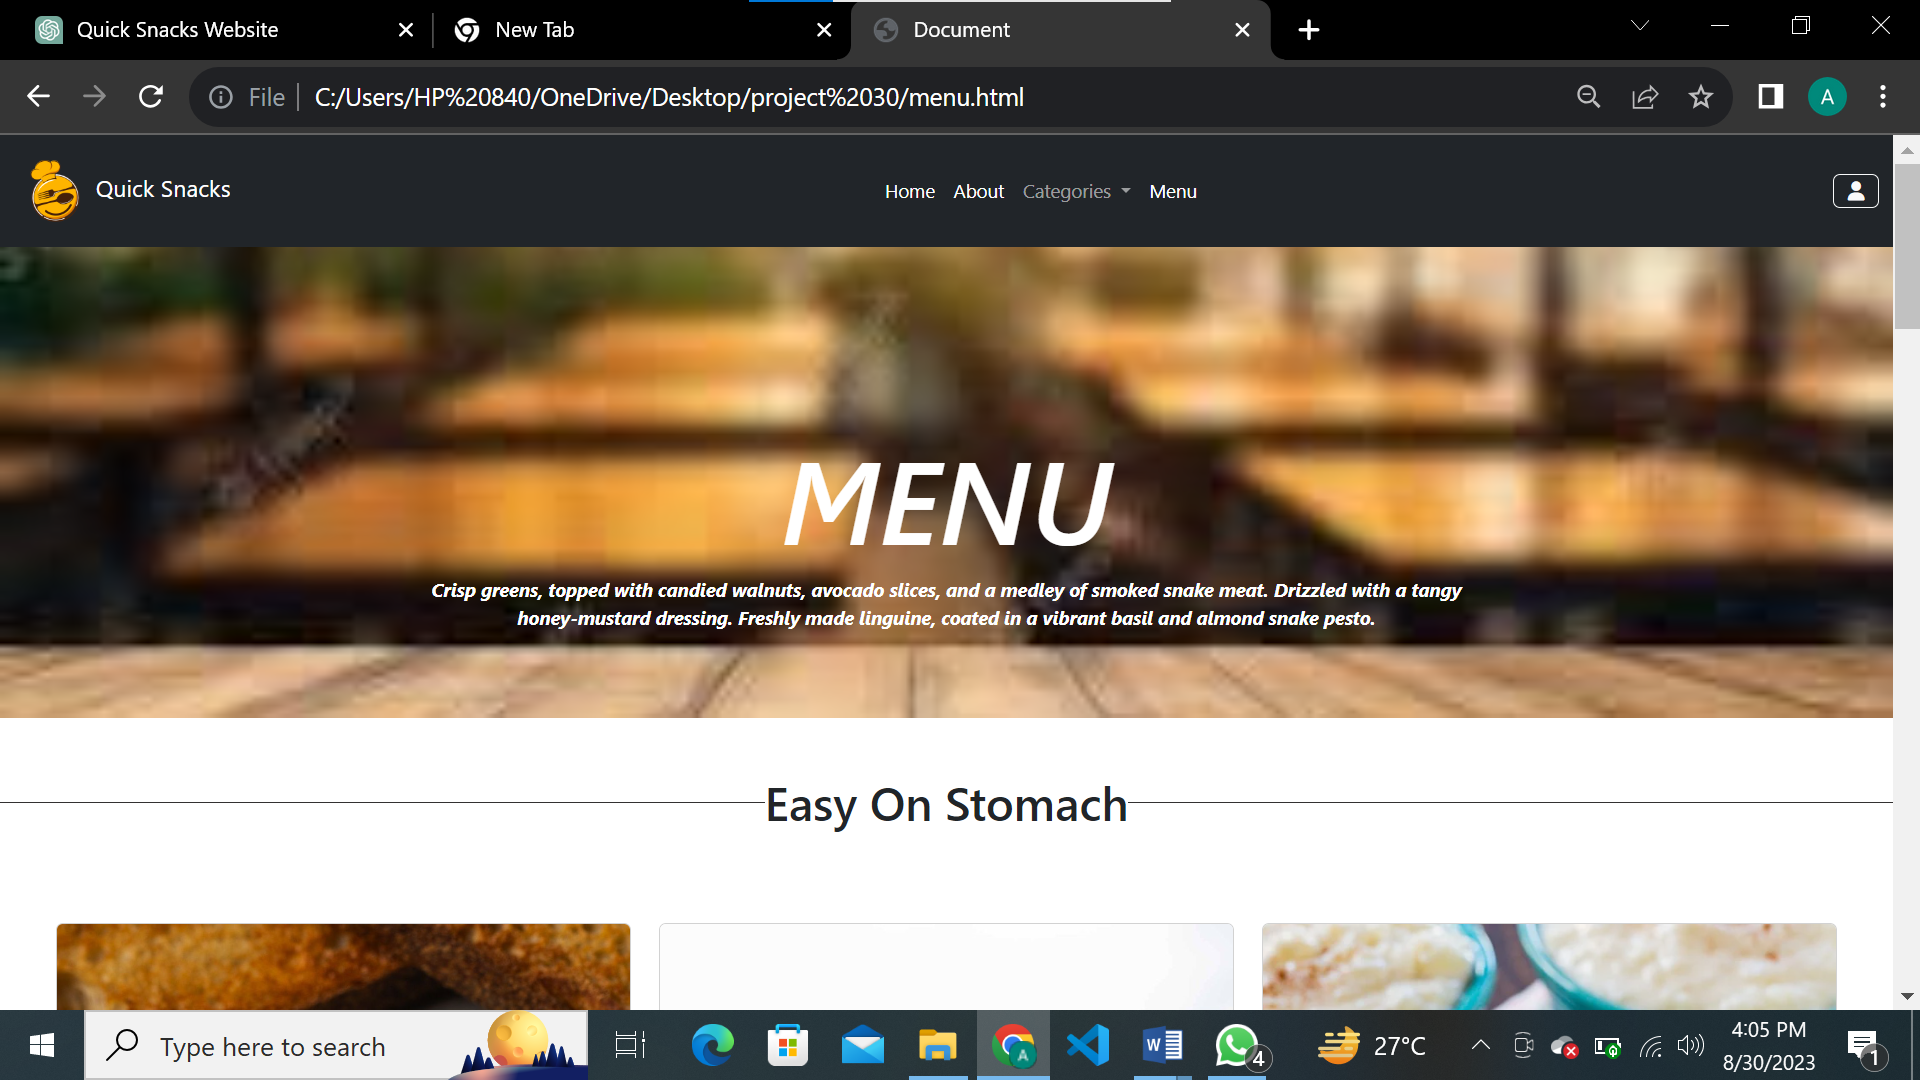 Quick Snacks Website
New Tab
Document
File
C:/Users/HP%20840/OneDrive/Desktop/project%2030/menu.html
A
Quick Snacks
Home
About
Categories
Menu
MENU
Crisp greens, topped with candied walnuts, avocado slices, and a medley of smoked snake meat. Drizzled with a tangy
honey-mustard dressing. Freshly made linguine, coated in a vibrant basil and almond snake pesto.
Easy On Stomach
Type here to search
A
W
4
27°C
4:05 PM
8/30/2023
1